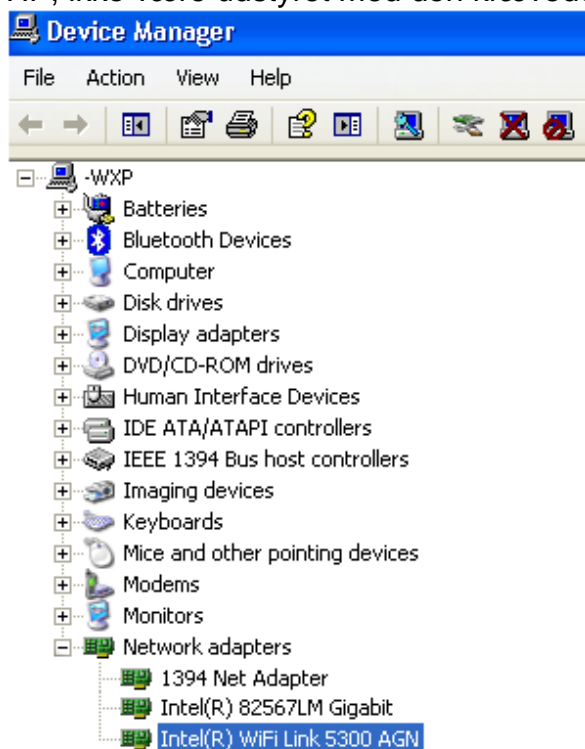 Device Manager
File Action View Help
-WXP
Batteries
Bluetooth Devices
Computer
Disk drives
Display adapters
DVD/CD-ROM drives
Human Interface Devices
IDE ATA/ATAPI controllers
IEEE 1394 Bus host controllers
Imaging devices
Keyboards
Mice and other pointing devices
Modems
Monitors
Network adapters
1394 Net Adapter
Intel(R) 82567LM Gigabit
Intel(R) WiFi Link 5300 AGN